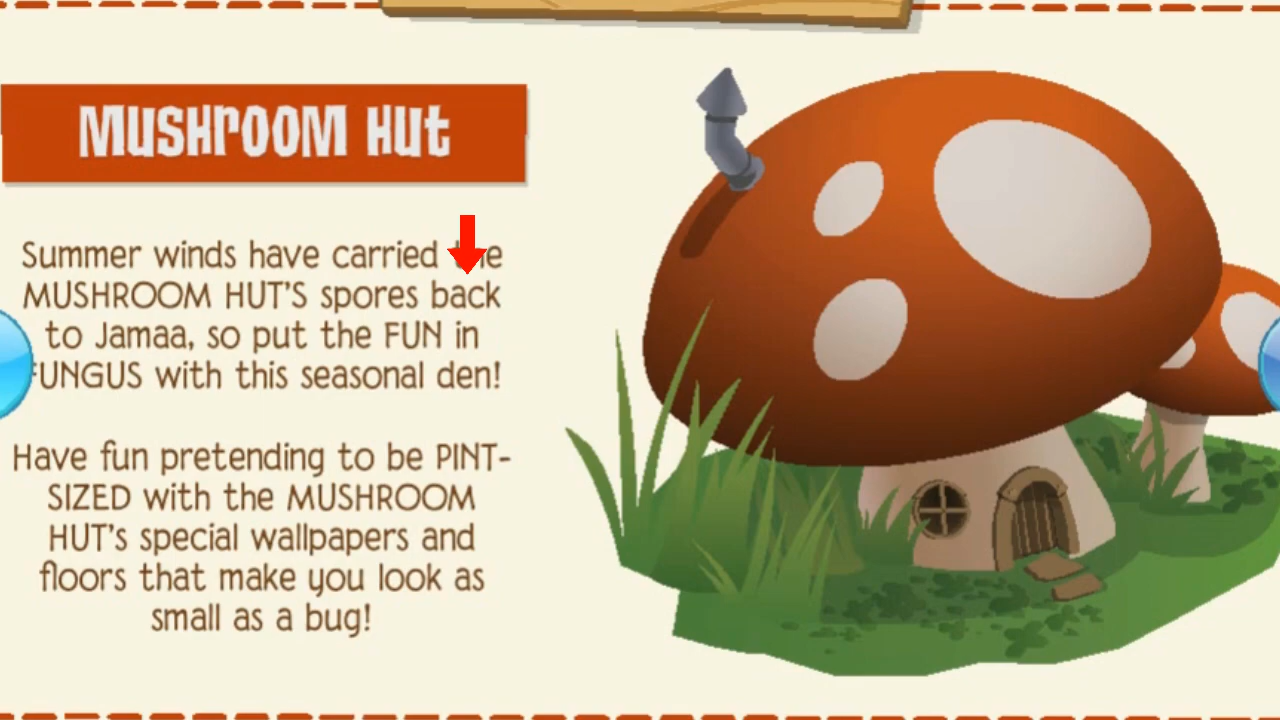 MUSHROOM HUT
Summer winds have carried the
MUSHROOM HUT'S spores back
to Jamaa, so put the FUN in
FUNGUS with this seasonal den!
Have fun pretending to be PINT-
SIZED with the MUSHROOM
HUT's special wallpapers and
floors that make you look as
small as a bug!